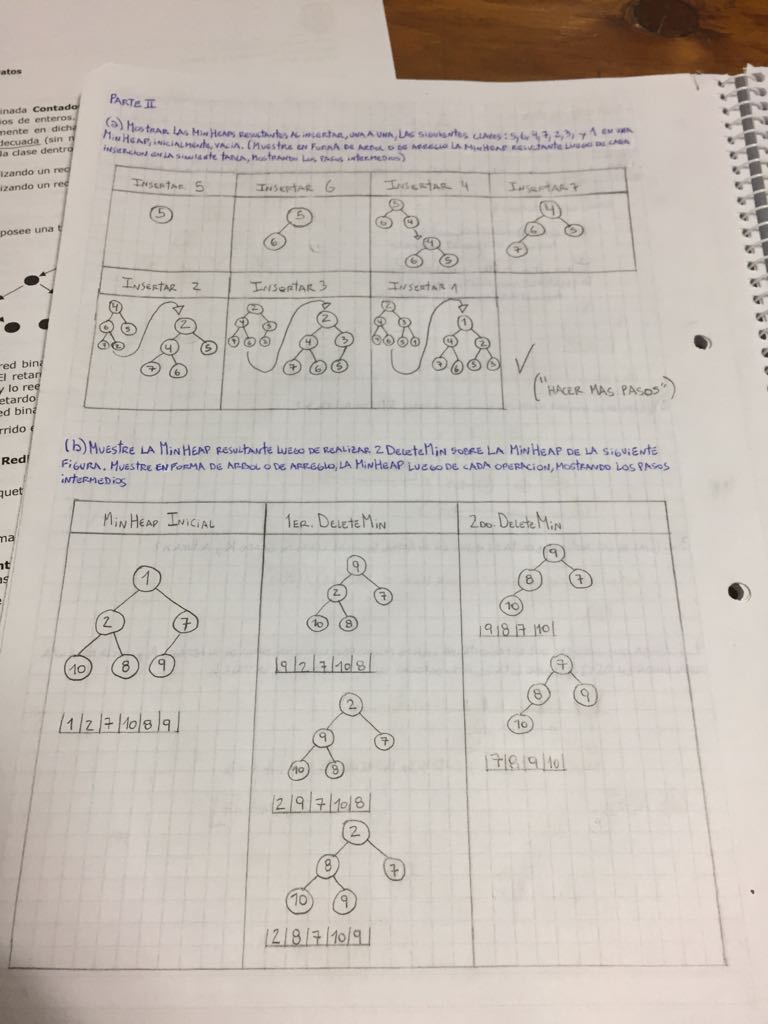 atos
inada Contado
ios de enteros.
mente en dich
decuada (sin n
la clase dentro
izando un rec
izando un rec
posee una t
red bina
El retar
y lo ree
etardo
ed bina
rrido e
Red
quet
PARTE II
(a) MOSTRAR LAS MINHEAPS RESULTANTES AL INSERTAR, UNA A UNA, LAS SIGUIENTES CLAVES: 5, 6, 4, 7, 2, 3, Y 1 EN UNA
MINHEAP, INICIALMENTE, VACIA. (MUESTRE EN FORMA DE ARBOL O DE ARREGLO LA MINHEAP RESULTANTE LUEGO DE CADA
INSERCION EN LA SIGUIENTE TABLA, MOSTRANDO LOS PASOS INTERMEDIOS)
INSERTAR 5 INSERTAR 6 INSERTAR 4 INSERTAR 7
5
5
6
5
6 4
4
6 5
4
6 5
7
INSERTAR 2 INSERTAR 3 INSERTAR 1
4
6 5
7 2
2
4 5
7 6
2
4 5
7 6 3
2
4 3
7 6 5
2
4 3
7 6 5 1
1
4 2
7 6 5 3
✓
("HACER MAS PASOS")
(b) MUESTRE LA MINHEAP RESULTANTE LUEGO DE REALIZAR 2 DELETEMIN SOBRE LA MINHEAP DE LA SIGUIENTE
FIGURA. MUESTRE EN FORMA DE ARBOL O DE ARREGLO, LA MINHEAP LUEGO DE CADA OPERACION, MOSTRANDO LOS PASOS
INTERMEDIOS
MINHEAP INICIAL 1ER. DELETEMIN 2DO. DELETEMIN
1
2 7
10 8 9
|1|2|7|10|8|9|
9
2 7
10 8
|9|2|7|10|8|
2
9 7
10 8
|2|9|7|10|8|
2
8 7
10 9
|2|8|7|10|9|
9
8 7
10
|9|8|7|10|
7
8 9
10
|7|8|9|10|